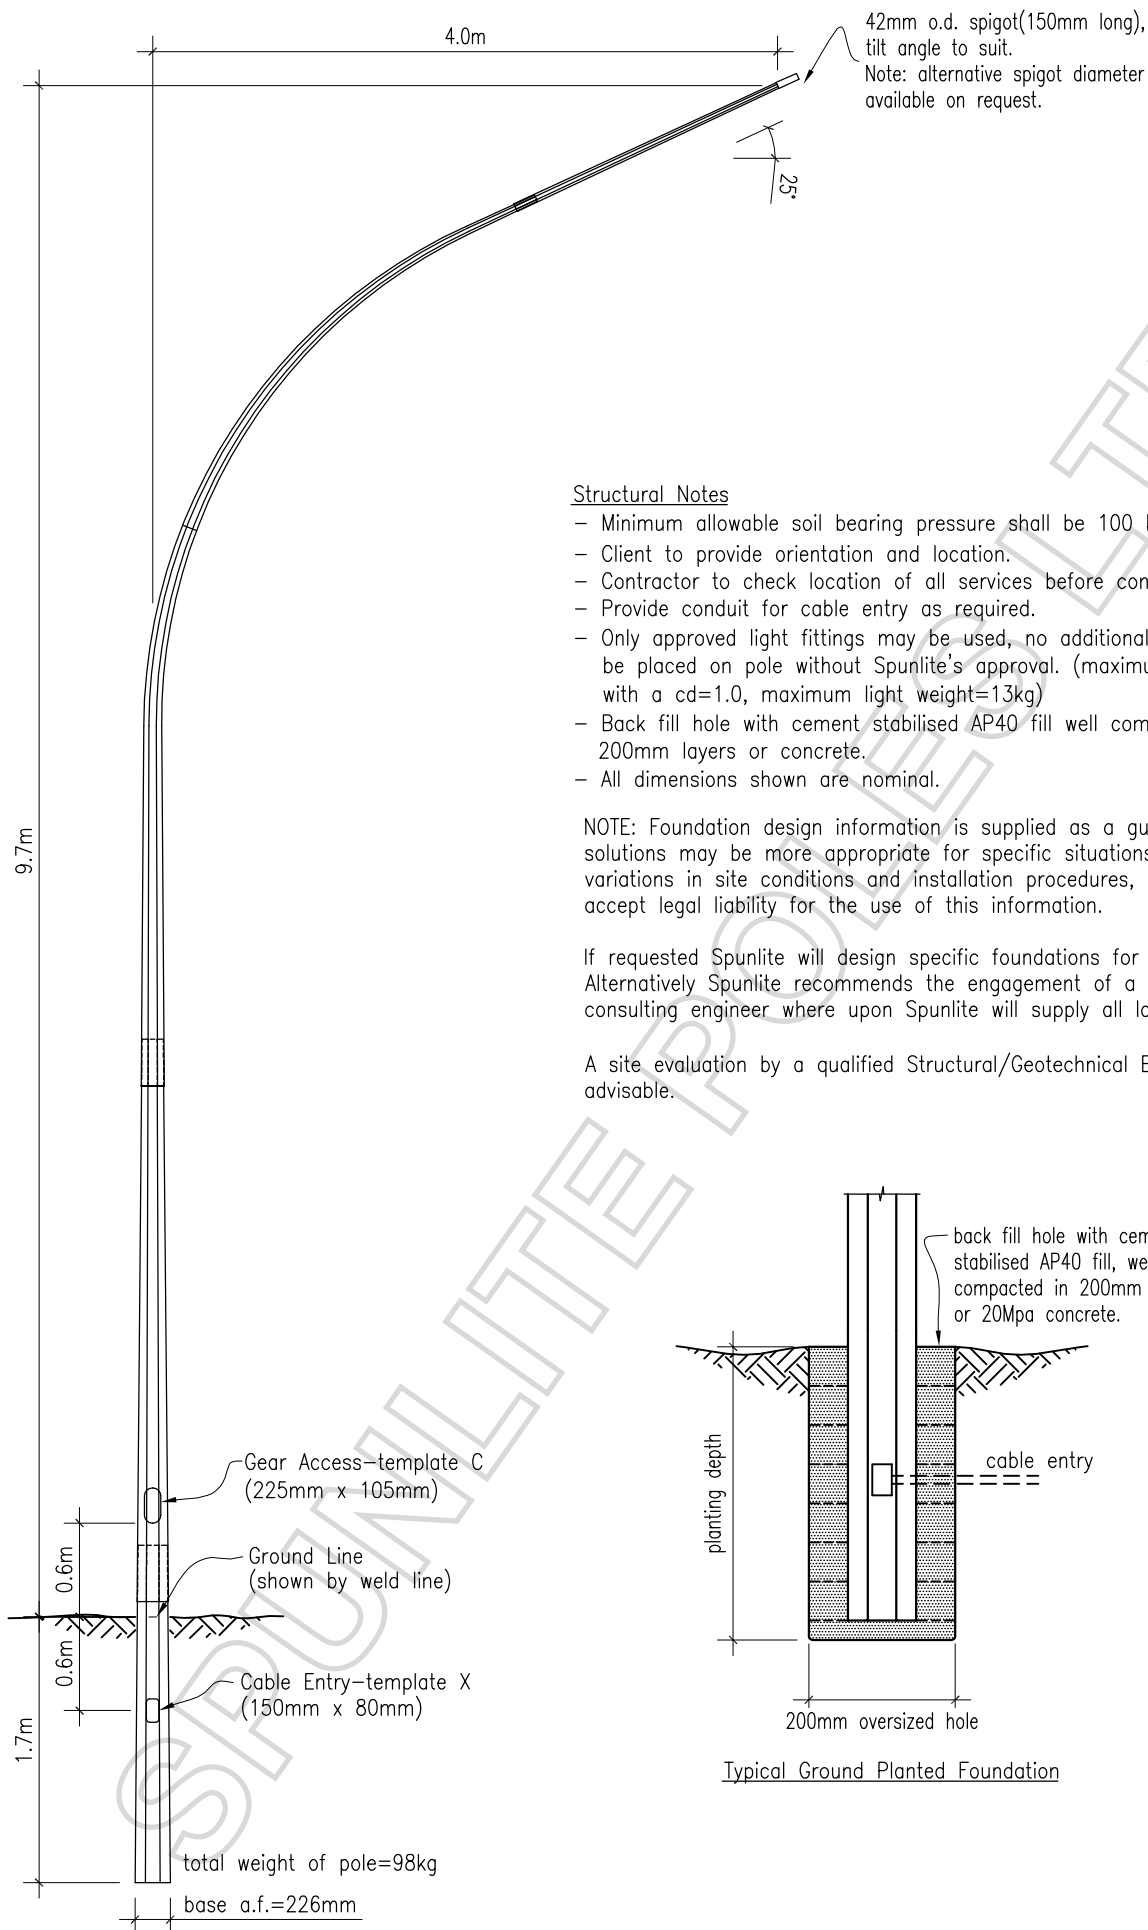 4.0m
42mm o.d. spigot(150mm long),
tilt angle to suit.
Note: alternative spigot diameter
available on request.
25°
Structural Notes
– Minimum allowable soil bearing pressure shall be 100
– Client to provide orientation and location.
– Contractor to check location of all services before con
– Provide conduit for cable entry as required.
– Only approved light fittings may be used, no additional
be placed on pole without Spunlite's approval. (maximu
with a cd=1.0, maximum light weight=13kg)
– Back fill hole with cement stabilised AP40 fill well com
200mm layers or concrete.
– All dimensions shown are nominal.
9.7m
NOTE: Foundation design information is supplied as a gu
solutions may be more appropriate for specific situations
variations in site conditions and installation procedures,
accept legal liability for the use of this information.
If requested Spunlite will design specific foundations for
Alternatively Spunlite recommends the engagement of a
consulting engineer where upon Spunlite will supply all lo
A site evaluation by a qualified Structural/Geotechnical E
advisable.
back fill hole with cem
stabilised AP40 fill, we
compacted in 200mm
or 20Mpa concrete.
planting depth
cable entry
200mm oversized hole
Typical Ground Planted Foundation
Gear Access–template C
(225mm x 105mm)
0.6m
Ground Line
(shown by weld line)
0.6m
Cable Entry–template X
(150mm x 80mm)
1.7m
total weight of pole=98kg
base a.f.=226mm
SPUNLITE POLES LT